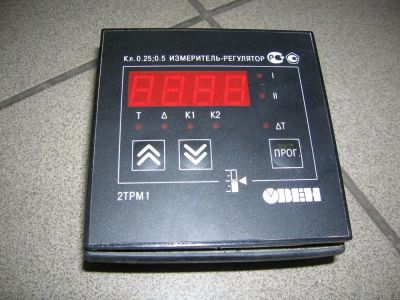 Кл. 0.25;0.5 ИЗМЕРИТЕЛЬ-РЕГУЛЯТОР
I
II
T Δ K1 K2
ΔT
ПРОГ.
2ТРМ1
ОВЕН